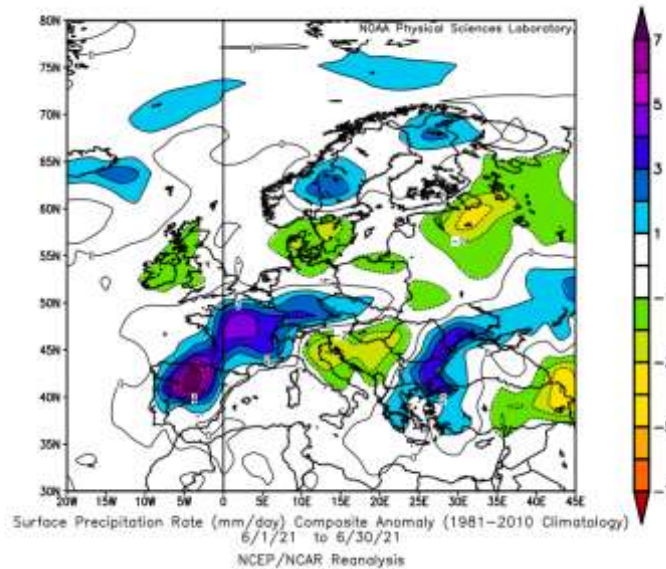 NOAA Physical Sciences Laboratory
80N
75N
70N
65N
60N
55N
50N
45N
40N
35N
30N
20W
15W
10W
5W
0
5E
10E
15E
20E
25E
30E
35E
40E
45E
7
5
3
1
Surface Precipitation Rate (mm/day) Composite Anomaly (1981-2010 Climatology)
6/1/21 to 6/30/21
NCEP/NCAR Reanalysis